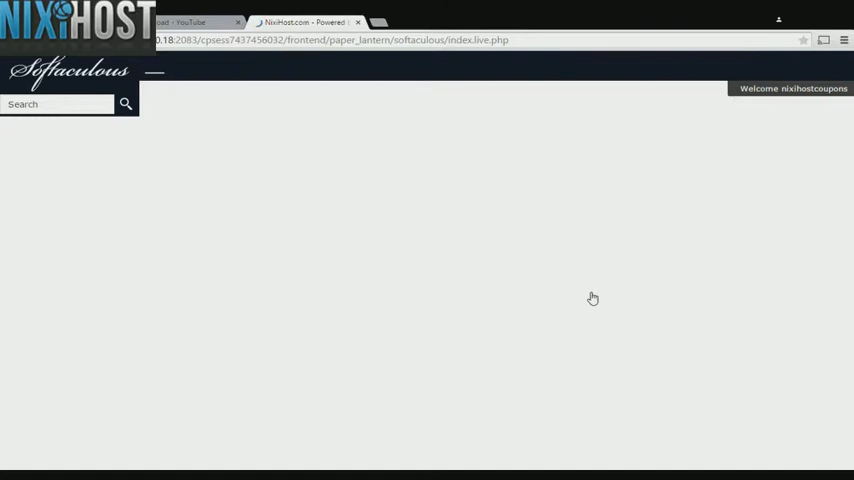 NIXIHOST
oad - YouTube
NixiHost.com - Powered
0.18:2083/cpsess7437456032/frontend/paper_lantern/softaculous/index.live.php
Softaculous
Welcome nixihostcoupons
Search